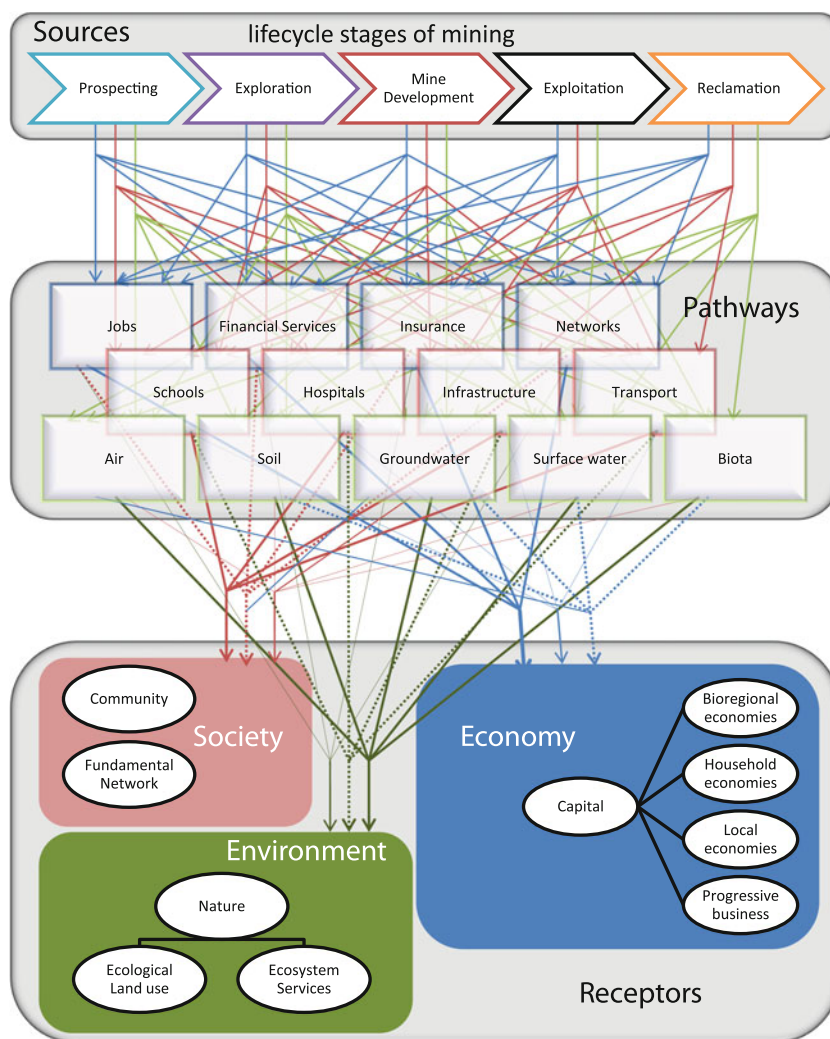 Sources
lifecycle stages of mining
Prospecting
Exploration
Mine
Development
Exploitation
Reclamation
Pathways
Jobs
Financial Services
Insurance
Networks
Schools
Hospitals
Infrastructure
Transport
Air
Soil
Groundwater
Surface water
Biota
Society
Community
Fundamental
Network
Economy
Capital
Bioregional
economies
Household
economies
Local
economies
Progressive
business
Environment
Nature
Ecological
Land use
Ecosystem
Services
Receptors